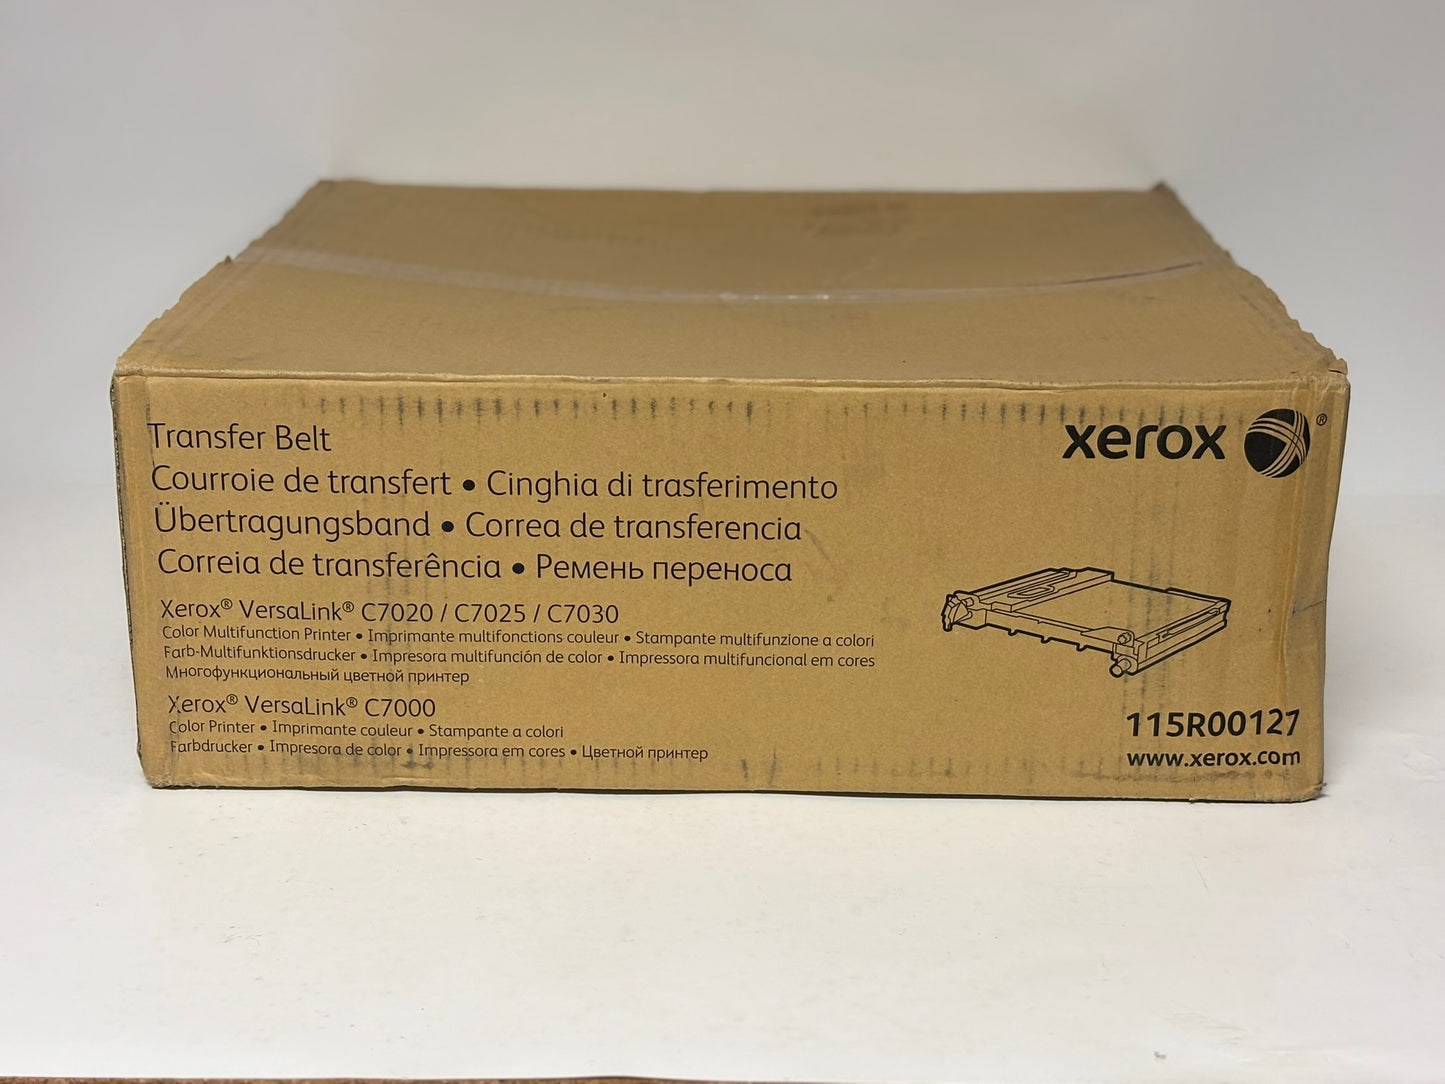 Transfer Belt
Courroie de transfert • Cinghia di trasferimento
Übertragungsband • Correa de transferencia
Correia de transferência • Ремень переноса
Xerox® VersaLink® C7020 / C7025 / C7030
Color Multifunction Printer • Imprimante multifonctions couleur • Stampante multifunzione a colori
Farb-Multifunktionsdrucker • Impresora multifunción de color • Impressora multifuncional em cores
Многофункциональный цветной принтер
Xerox® VersaLink® C7000
Color Printer • Imprimante couleur • Stampante a colori
Farbdrucker • Impresora de color • Impressora em cores • Цветной принтер
xerox ®
115R00127
www.xerox.com